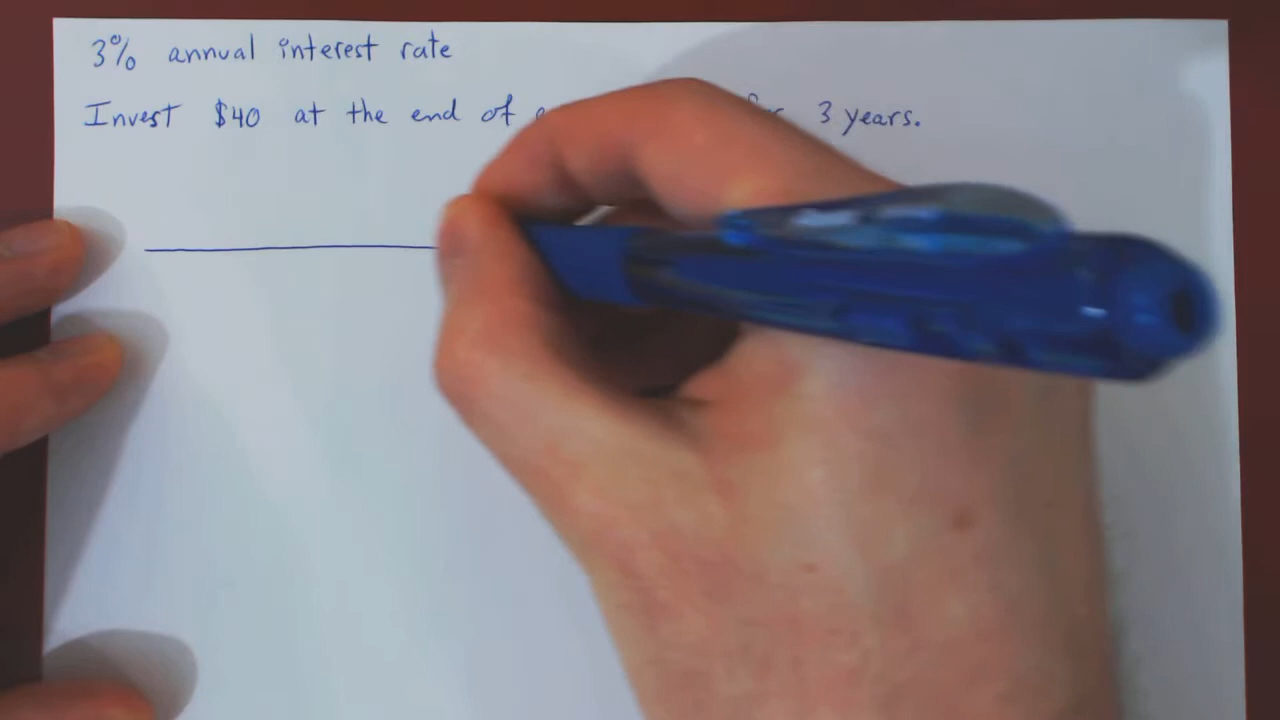 3% annual interest rate
Invest $40 at the end of 3 years.